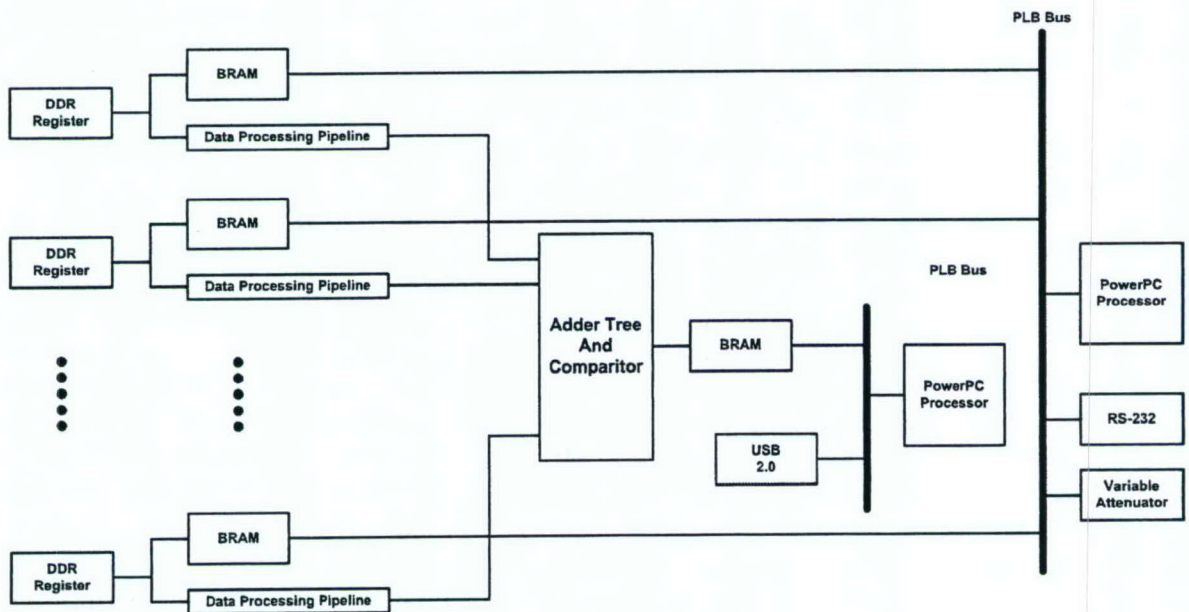 PLB Bus
BRAM
DDR
Register
Data Processing Pipeline
BRAM
DDR
Register
Data Processing Pipeline
PLB Bus
PowerPC
Processor
Adder Tree
And
Comparitor
BRAM
PowerPC
Processor
USB
2.0
RS-232
Variable
Attenuator
BRAM
DDR
Register
Data Processing Pipeline